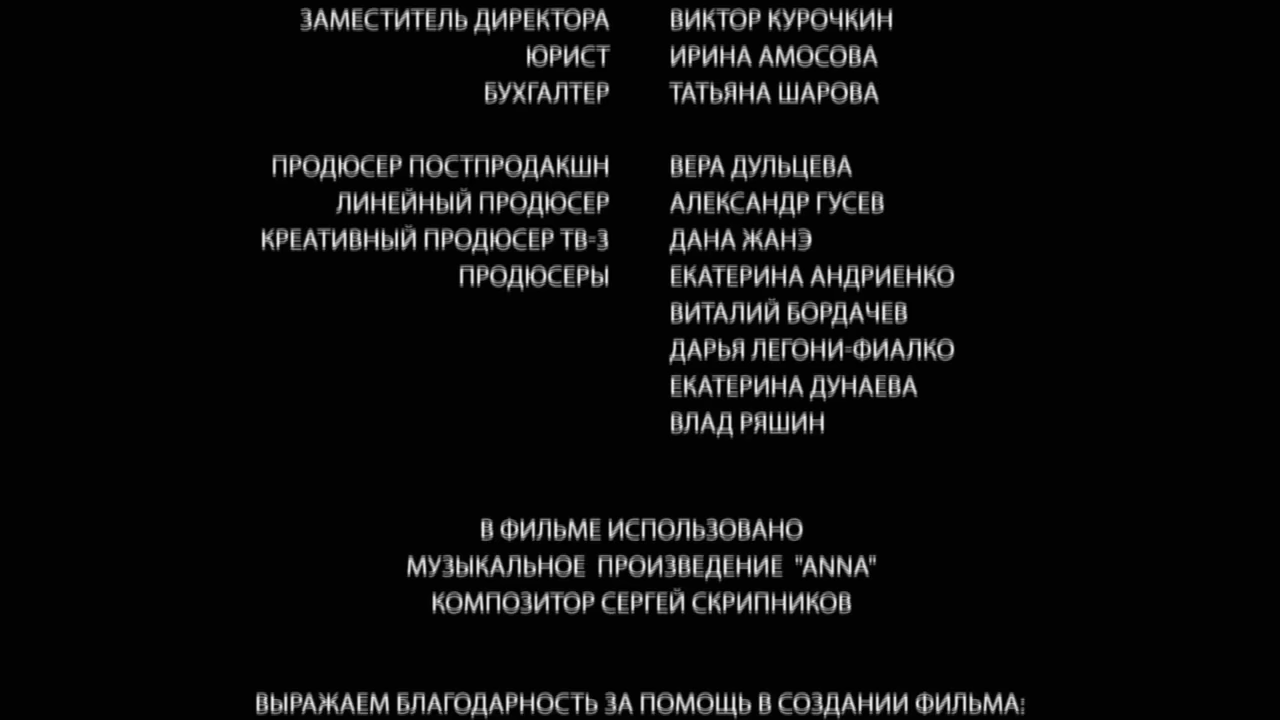 ЗАМЕСТИТЕЛЬ ДИРЕКТОРА ВИКТОР КУРОЧКИН
ЮРИСТ ИРИНА АМОСОВА
БУХГАЛТЕР ТАТЬЯНА ШАРОВА
ПРОДЮСЕР ПОСТПРОДАКШН ВЕРА ДУЛЬЦЕВА
ЛИНЕЙНЫЙ ПРОДЮСЕР АЛЕКСАНДР ГУСЕВ
КРЕАТИВНЫЙ ПРОДЮСЕР ТВ-3 ДАНА ЖАНЭ
ПРОДЮСЕРЫ ЕКАТЕРИНА АНДРИЕНКО
ВИТАЛИЙ БОРДАЧЕВ
ДАРЬЯ ЛЕГОНИ-ФИАЛКО
ЕКАТЕРИНА ДУНАЕВА
ВЛАД РЯШИН
В ФИЛЬМЕ ИСПОЛЬЗОВАНО
МУЗЫКАЛЬНОЕ ПРОИЗВЕДЕНИЕ "ANNA"
КОМПОЗИТОР СЕРГЕЙ СКРИПНИКОВ
ВЫРАЖАЕМ БЛАГОДАРНОСТЬ ЗА ПОМОЩЬ В СОЗДАНИИ ФИЛЬМА: